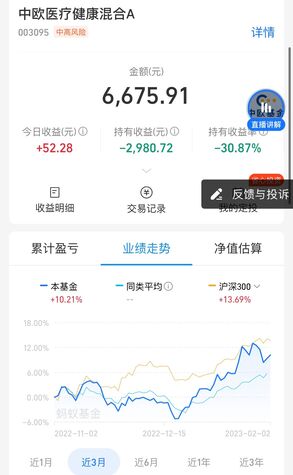 中欧医疗健康混合A
003095 中高风险
详情
金额(元)
6,675.91
中欧基金
直播讲解
今日收益(元) 持有收益(元) 持有收益率
+52.28 -2,980.72 -30.87%
收益明细 交易记录 我的定投
反馈与投诉
累计盈亏 业绩走势 净值估算
本基金 同类平均 沪深300
+10.21% -- +13.69%
18.00%
12.00%
6.00%
0.00%
-6.00%
蚂蚁基金
2022-11-02 2022-12-15 2023-02-02
近1月 近3月 近6月 近1年 近3年